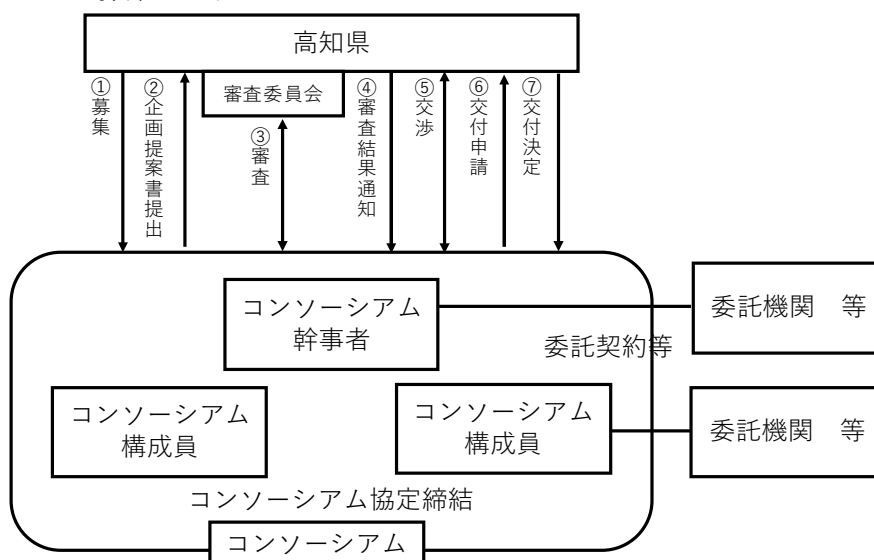 高知県
①募集
②企画提案書提出
審査委員会
③審査
④審査結果通知
⑤交渉
⑥交付申請
⑦交付決定
コンソーシアム
幹事者
委託機関　等
委託契約等
コンソーシアム
構成員
コンソーシアム
構成員
委託機関　等
コンソーシアム協定締結
コンソーシアム